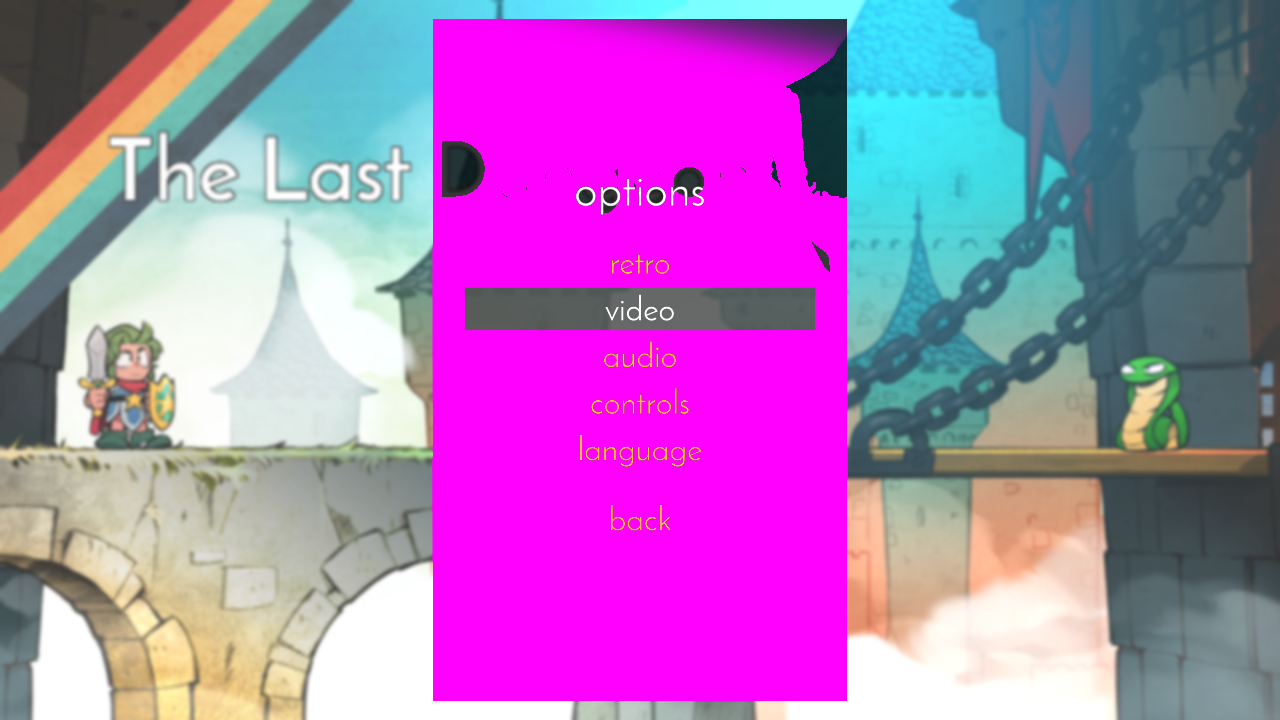 The Last
options
retro
video
audio
controls
language
back